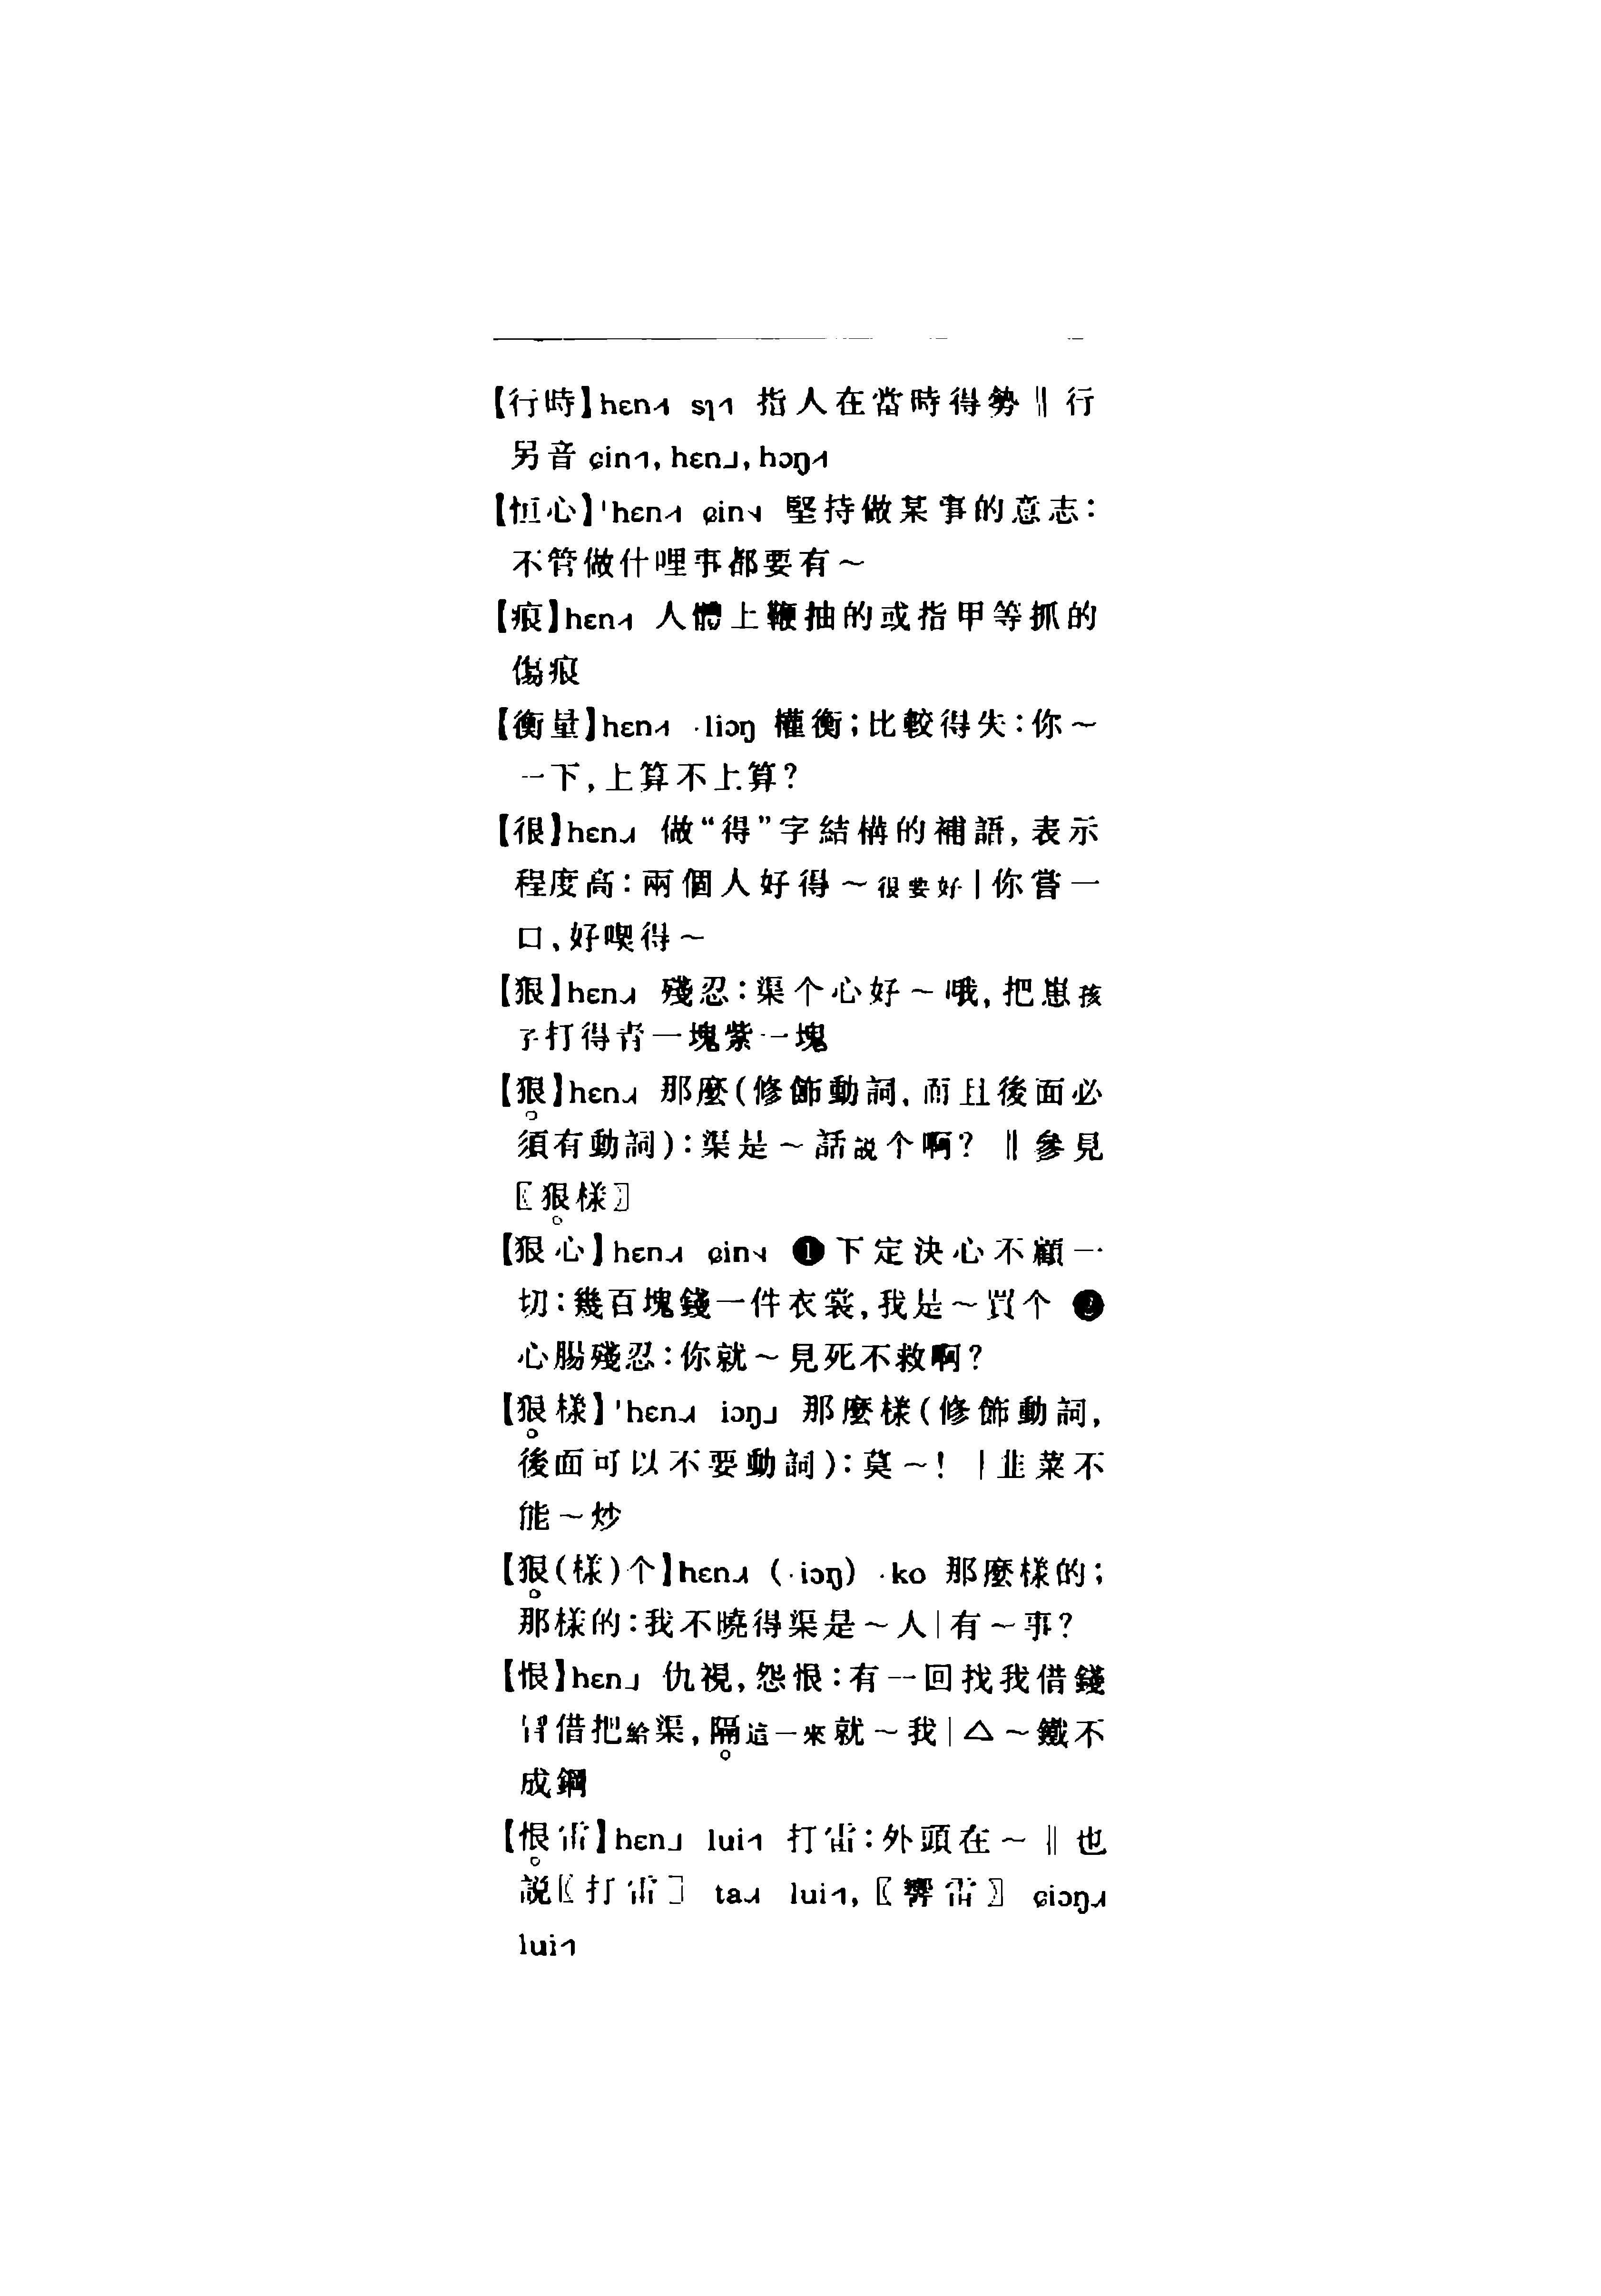 【行時】hɛn˩˧ sɿ˧˥ 指人在當時得勢‖行
另音 ɕin˧˥, hɛn˩, hɔŋ˩˧
【恒心】ˈhɛn˩˧ ɕin˦˨ 堅持做某事的意志：
不管做什哩事都要有～
【痕】hɛn˩˧ 人體上鞭抽的或指甲等抓的
傷痕
【衡量】hɛn˩˧ ·liɔŋ 權衡；比較得失：你～
一下，上算不上算？
【很】hɛn˨˩˧ 做“得”字結構的補語，表示
程度高：兩個人好得～很要好|你嘗一
口，好喫得～
【狠】hɛn˨˩˧ 殘忍：渠个心好～哦，把崽孩
子打得青一塊紫一塊
【狠】hɛn˨˩˧ 那麼（修飾動詞，而且後面必
須有動詞）：渠是～話説个啊？‖參見
〖狠樣〗
【狠心】hɛn˨˩˧ ɕin˦˨ ❶下定決心不顧一
切：幾百塊錢一件衣裳，我是～買个 ❷
心腸殘忍：你就～見死不救啊？
【狠樣】ˈhɛn˨˩˧ iɔŋ˩ 那麼樣（修飾動詞，
後面可以不要動詞）：莫～！|韭菜不
能～炒
【狠（樣）个】hɛn˨˩˧ (·iɔŋ) ·ko 那麼樣的；
那樣的：我不曉得渠是～人|有～事？
【恨】hɛn˩ 仇視，怨恨：有一回找我借錢
冒借把給渠，隔這一來就～我|△～鐵不
成鋼
【恨雷】hɛn˩ lui˧˥ 打雷：外頭在～‖也
説〖打雷〗 ta˨˩˧ lui˧˥,〖響雷〗 ɕiɔŋ˨˩˧
lui˧˥